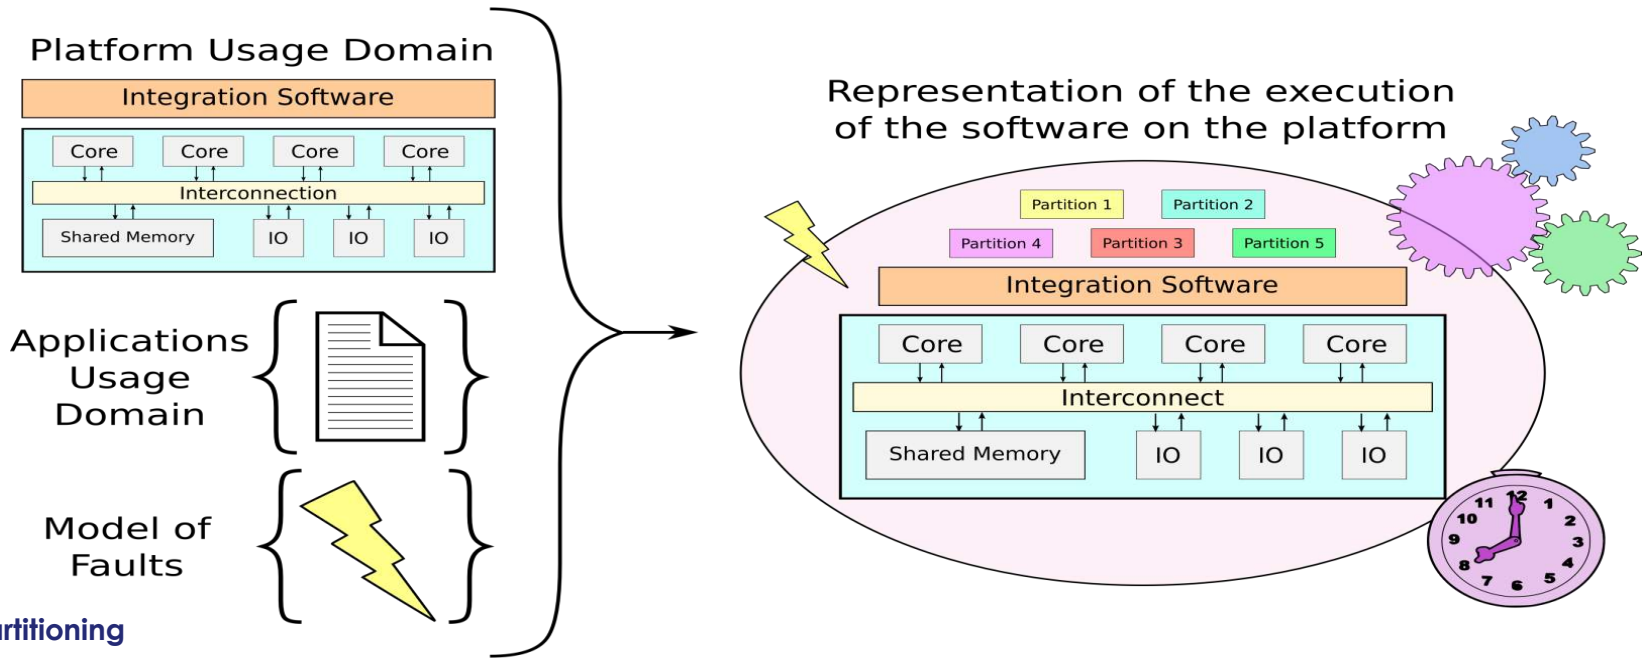 Platform Usage Domain
Integration Software
Core Core Core Core
Interconnection
Shared Memory IO IO IO
Applications
Usage
Domain
Model of
Faults
Representation of the execution
of the software on the platform
Partition 1 Partition 2
Partition 4 Partition 3 Partition 5
Integration Software
Core Core Core Core
Interconnect
Shared Memory IO IO IO
11 12 1
10 2
9 3
8 4
7 6 5